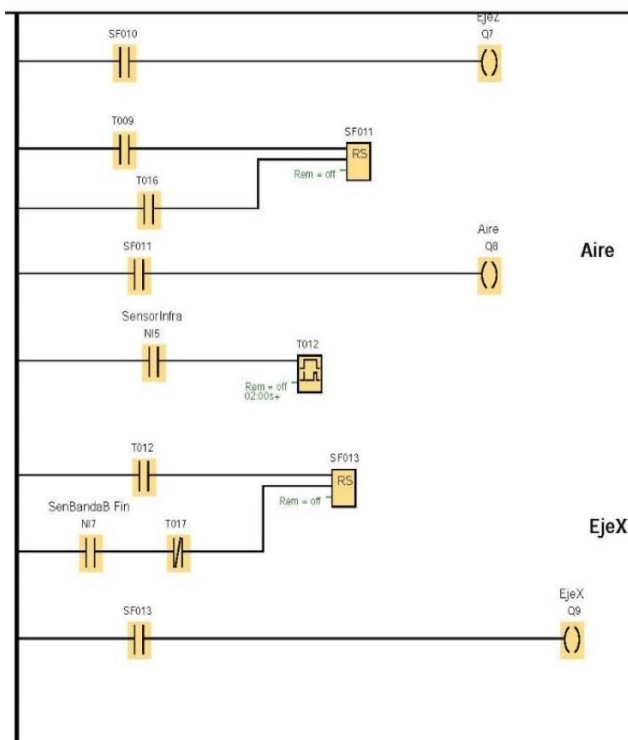 EjeZ
SF010
Q7
T009
SF011
RS
Rem = off
T016
SF011
Aire
Q8
Aire
SensorInfra
NI5
T012
Rem = off
02:00s+
T012
SF013
RS
Rem = off
SenBandaB Fin
NI7
T017
EjeX
SF013
EjeX
Q9